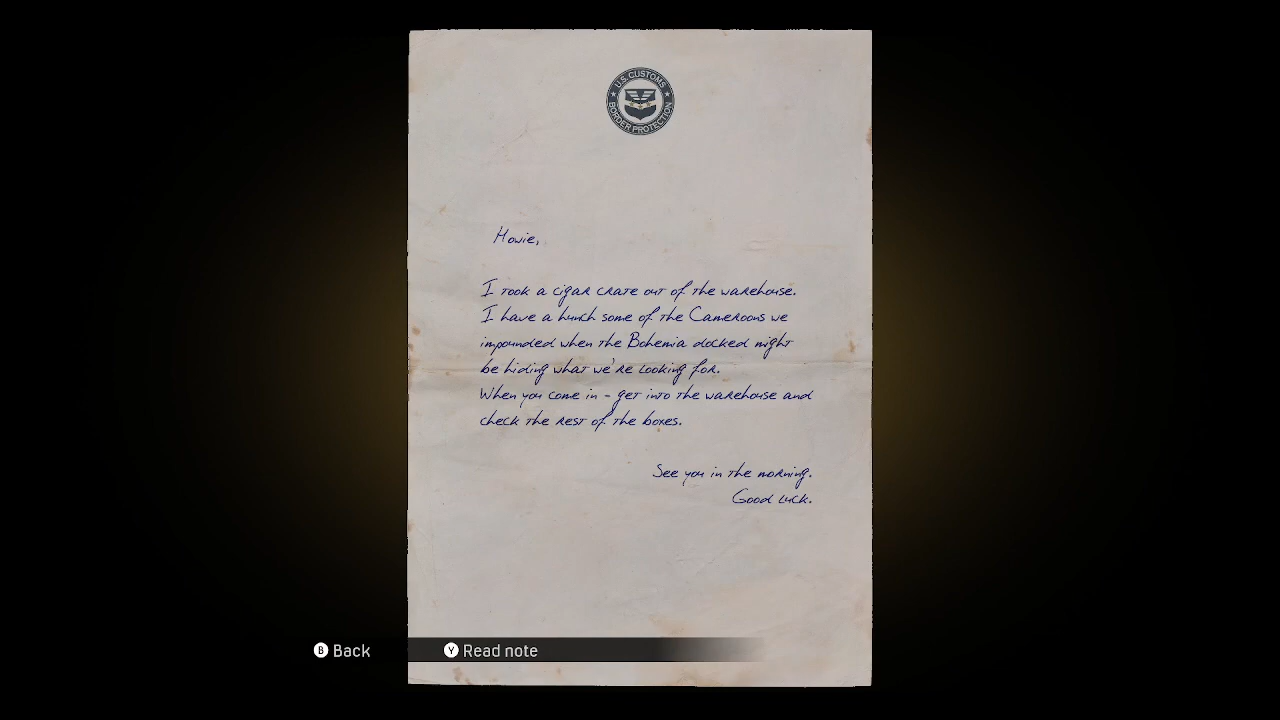 U.S. CUSTOMS
BORDER PROTECTION
Howie,
I took a cigar crate out of the warehouse.
I have a hunch some of the Cameroons we
impounded when the Bohemia docked might
be hiding what we're looking for.
When you come in - get into the warehouse and
check the rest of the boxes.
See you in the morning.
Good luck.
B Back
Y Read note